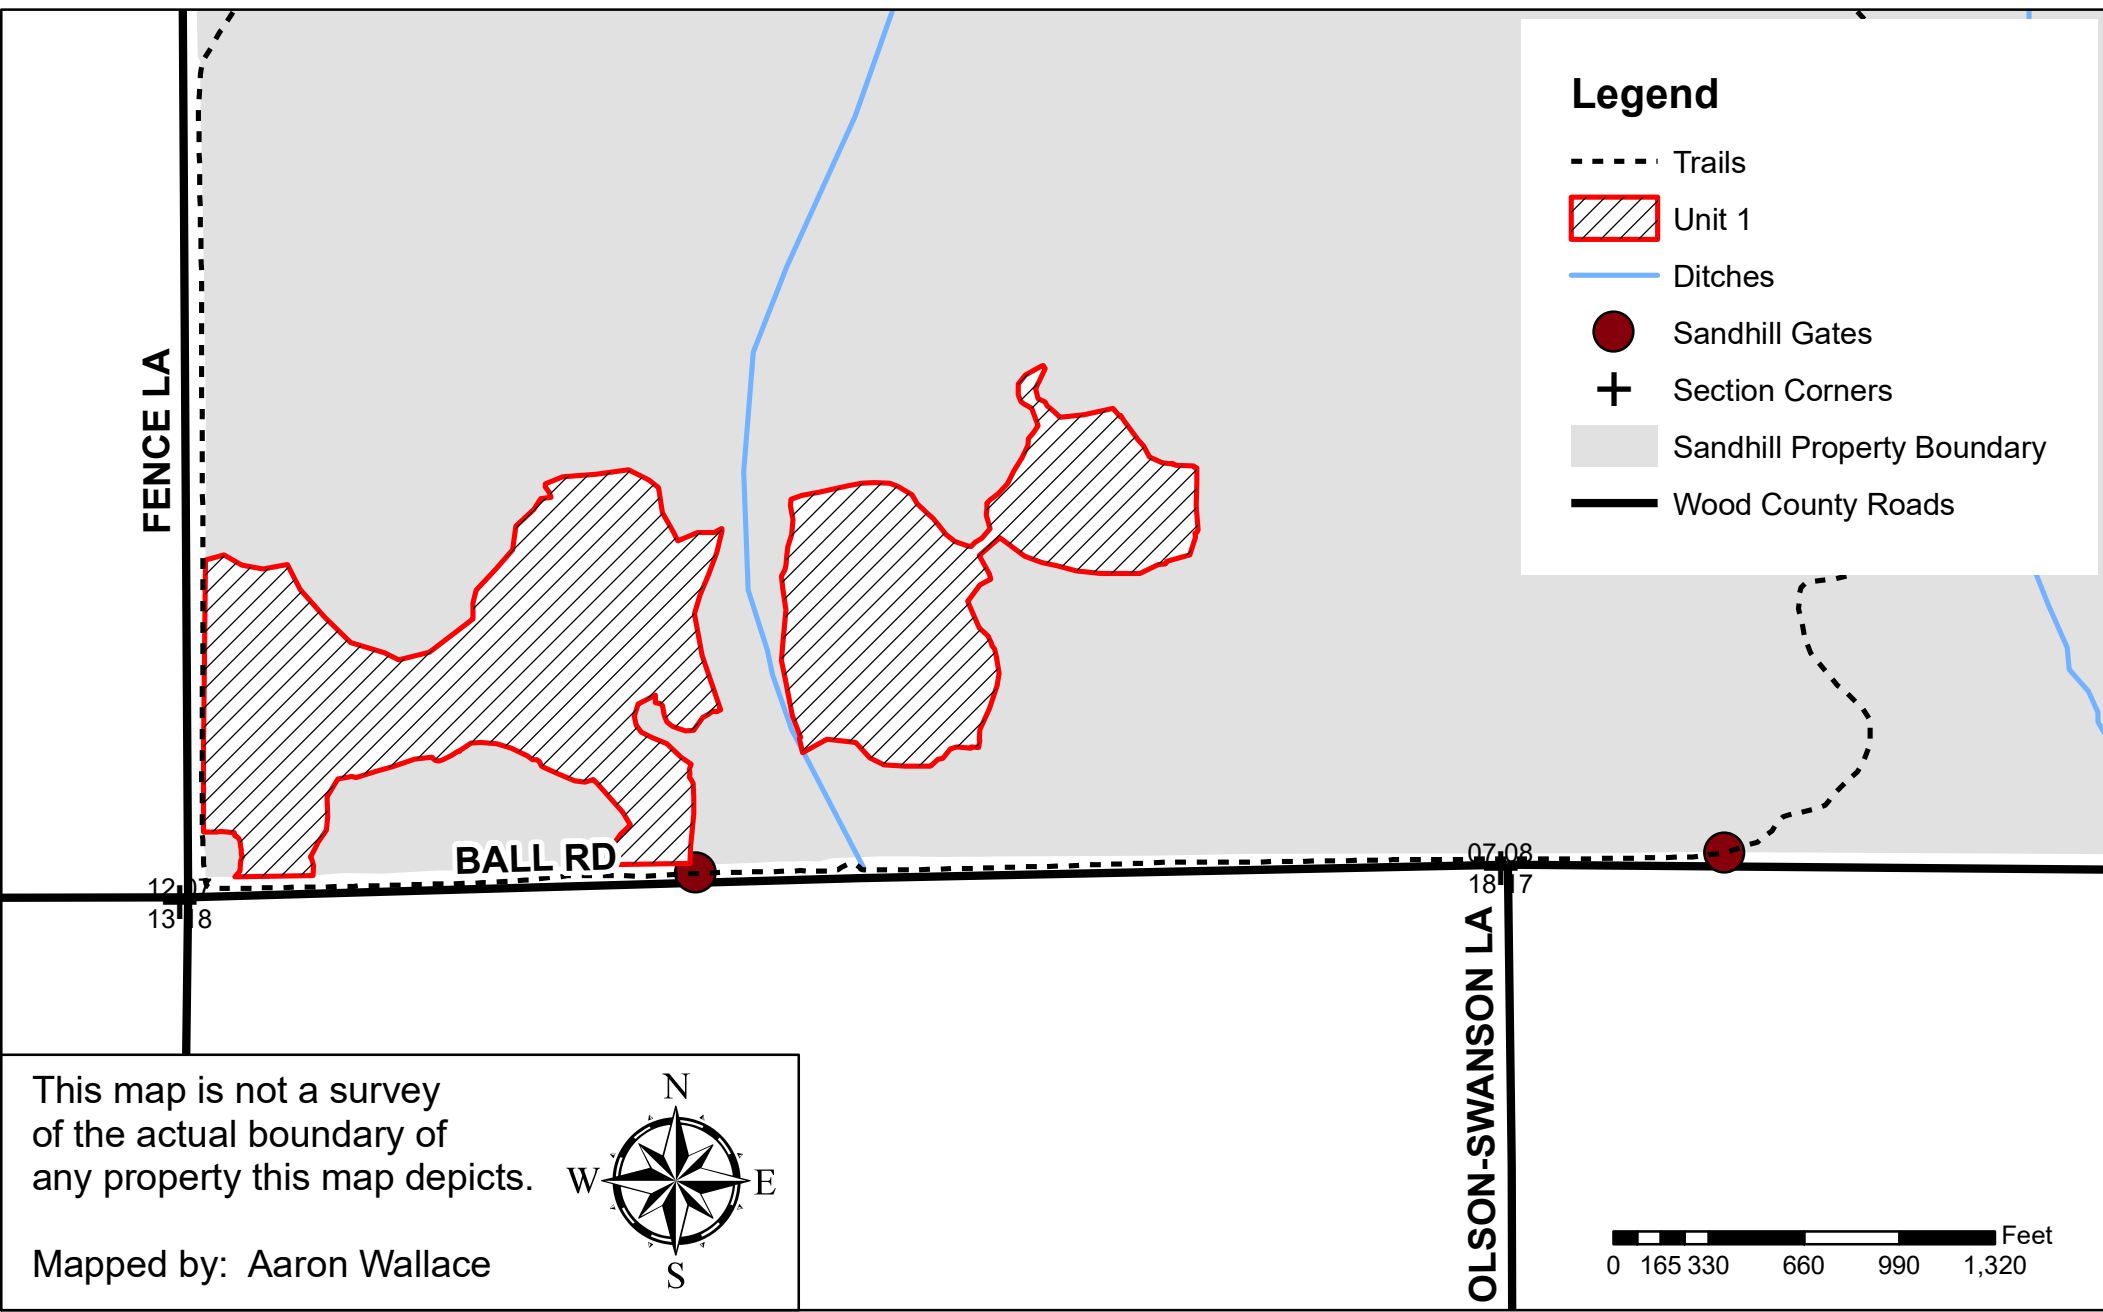 Legend
Trails
Unit 1
Ditches
Sandhill Gates
Section Corners
Sandhill Property Boundary
Wood County Roads
FENCE LA
BALL RD
12 07
13 18
07 08
18 17
OLSON-SWANSON LA
This map is not a survey
of the actual boundary of
any property this map depicts.
Mapped by: Aaron Wallace
N
W E
S
Feet
0 165 330 660 990 1,320